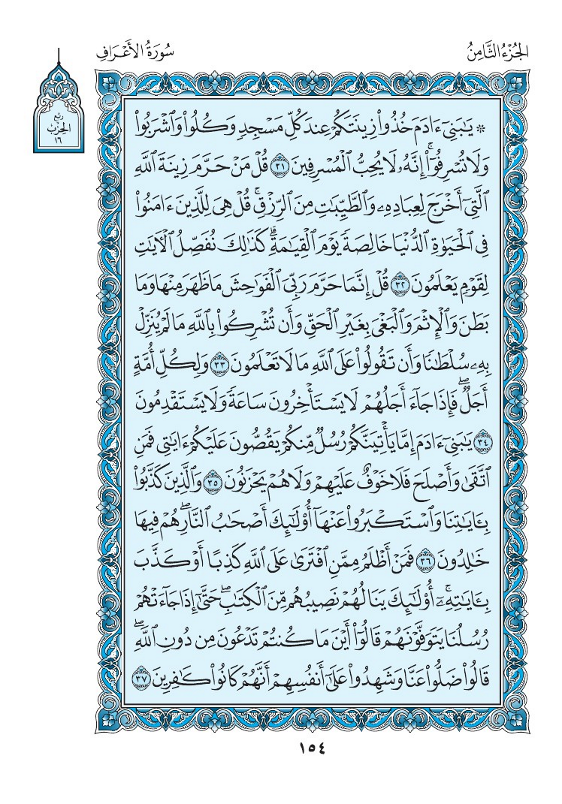 الجُزْءُ الثَّامِنُ
سُورَةُ الأَعْرَافِ
ربع
الحِزْب
١٦
۞ يَٰبَنِىٓ ءَادَمَ خُذُوا۟ زِينَتَكُمْ عِندَ كُلِّ مَسْجِدٍ وَكُلُوا۟ وَٱشْرَبُوا۟
وَلَا تُسْرِفُوٓا۟ ۚ إِنَّهُۥ لَا يُحِبُّ ٱلْمُسْرِفِينَ ٣١ قُلْ مَنْ حَرَّمَ زِينَةَ ٱللَّهِ
ٱلَّتِىٓ أَخْرَجَ لِعِبَادِهِۦ وَٱلطَّيِّبَٰتِ مِنَ ٱلرِّزْقِ ۚ قُلْ هِىَ لِلَّذِينَ ءَامَنُوا۟
فِى ٱلْحَيَوٰةِ ٱلدُّنْيَا خَالِصَةً يَوْمَ ٱلْقِيَٰمَةِ ۗ كَذَٰلِكَ نُفَصِّلُ ٱلْـَٔايَٰتِ
لِقَوْمٍ يَعْلَمُونَ ٣٢ قُلْ إِنَّمَا حَرَّمَ رَبِّىَ ٱلْفَوَٰحِشَ مَا ظَهَرَ مِنْهَا وَمَا
بَطَنَ وَٱلْإِثْمَ وَٱلْبَغْىَ بِغَيْرِ ٱلْحَقِّ وَأَن تُشْرِكُوا۟ بِٱللَّهِ مَا لَمْ يُنَزِّلْ
بِهِۦ سُلْطَٰنًا وَأَن تَقُولُوا۟ عَلَى ٱللَّهِ مَا لَا تَعْلَمُونَ ٣٣ وَلِكُلِّ أُمَّةٍ
أَجَلٌ ۖ فَإِذَا جَآءَ أَجَلُهُمْ لَا يَسْتَأْخِرُونَ سَاعَةً وَلَا يَسْتَقْدِمُونَ
٣٤ يَٰبَنِىٓ ءَادَمَ إِمَّا يَأْتِيَنَّكُمْ رُسُلٌ مِّنكُمْ يَقُصُّونَ عَلَيْكُمْ ءَايَٰتِى فَمَنِ
ٱتَّقَىٰ وَأَصْلَحَ فَلَا خَوْفٌ عَلَيْهِمْ وَلَا هُمْ يَحْزَنُونَ ٣٥ وَٱلَّذِينَ كَذَّبُوا۟
بِـَٔايَٰتِنَا وَٱسْتَكْبَرُوا۟ عَنْهَآ أُو۟لَٰٓئِكَ أَصْحَٰبُ ٱلنَّارِ ۖ هُمْ فِيهَا
خَٰلِدُونَ ٣٦ فَمَنْ أَظْلَمُ مِمَّنِ ٱفْتَرَىٰ عَلَى ٱللَّهِ كَذِبًا أَوْ كَذَّبَ
بِـَٔايَٰتِهِۦٓ ۚ أُو۟لَٰٓئِكَ يَنَالُهُمْ نَصِيبُهُم مِّنَ ٱلْكِتَٰبِ ۖ حَتَّىٰٓ إِذَا جَآءَتْهُمْ
رُسُلُنَا يَتَوَفَّوْنَهُمْ قَالُوٓا۟ أَيْنَ مَا كُنتُمْ تَدْعُونَ مِن دُونِ ٱللَّهِ ۖ
قَالُوا۟ ضَلُّوا۟ عَنَّا وَشَهِدُوا۟ عَلَىٰٓ أَنفُسِهِمْ أَنَّهُمْ كَانُوا۟ كَٰفِرِينَ ٣٧
١٥٤